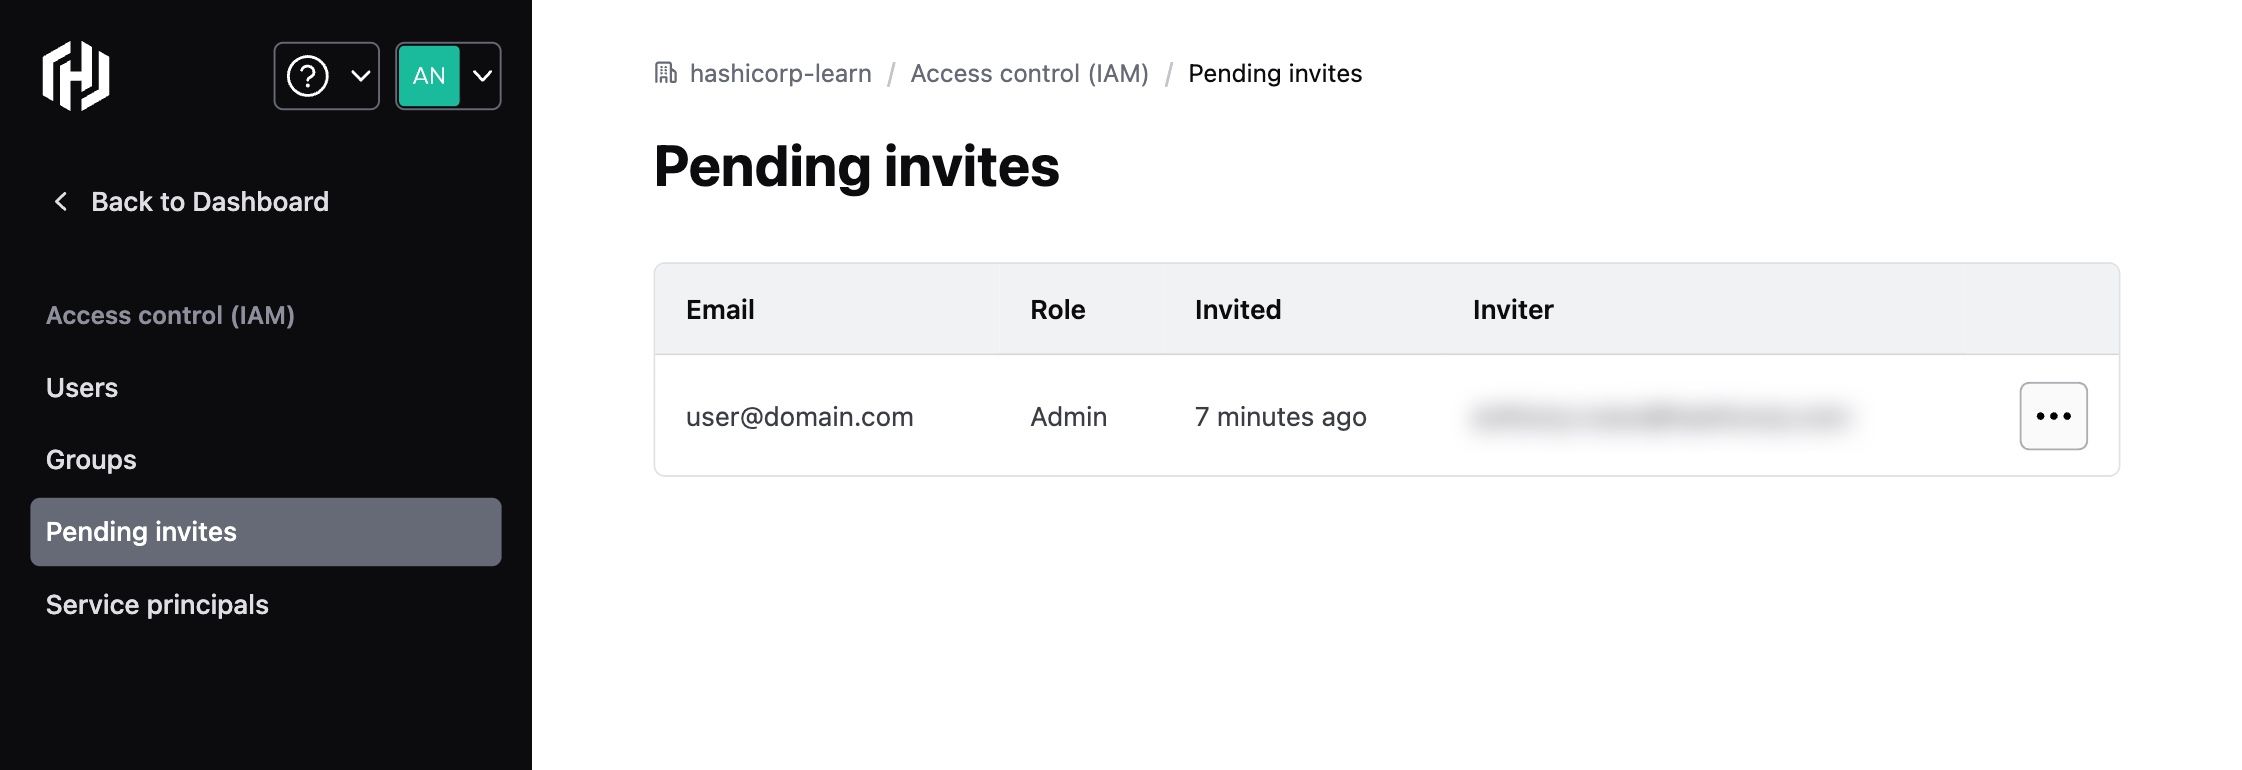 AN
Back to Dashboard
Access control (IAM)
Users
Groups
Pending invites
Service principals
hashicorp-learn / Access control (IAM) / Pending invites
Pending invites
Email Role Invited Inviter
user@domain.com Admin 7 minutes ago